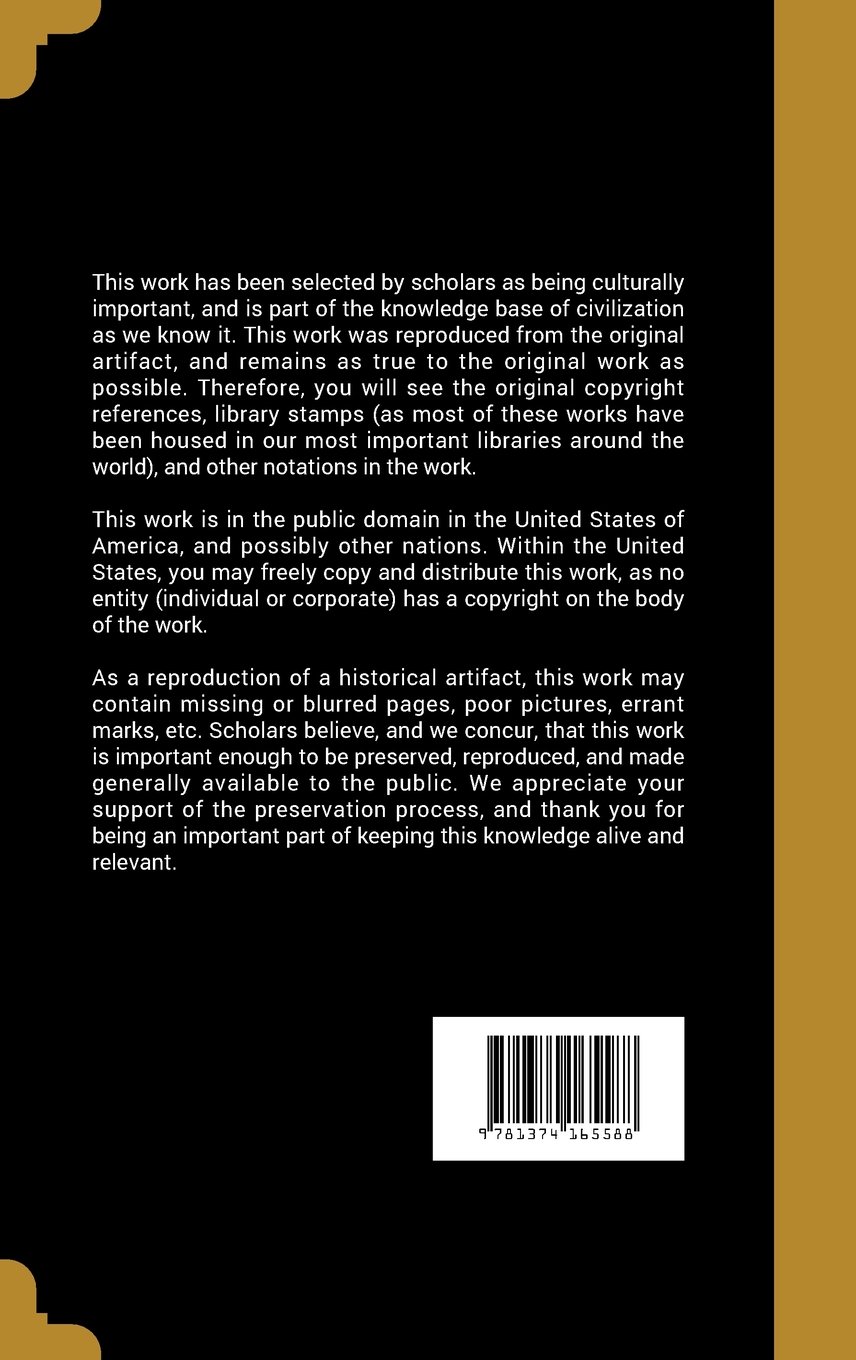 This work has been selected by scholars as being culturally
important, and is part of the knowledge base of civilization
as we know it. This work was reproduced from the original
artifact, and remains as true to the original work as
possible. Therefore, you will see the original copyright
references, library stamps (as most of these works have
been housed in our most important libraries around the
world), and other notations in the work.
This work is in the public domain in the United States of
America, and possibly other nations. Within the United
States, you may freely copy and distribute this work, as no
entity (individual or corporate) has a copyright on the body
of the work.
As a reproduction of a historical artifact, this work may
contain missing or blurred pages, poor pictures, errant
marks, etc. Scholars believe, and we concur, that this work
is important enough to be preserved, reproduced, and made
generally available to the public. We appreciate your
support of the preservation process, and thank you for
being an important part of keeping this knowledge alive and
relevant.
9 781374 165588